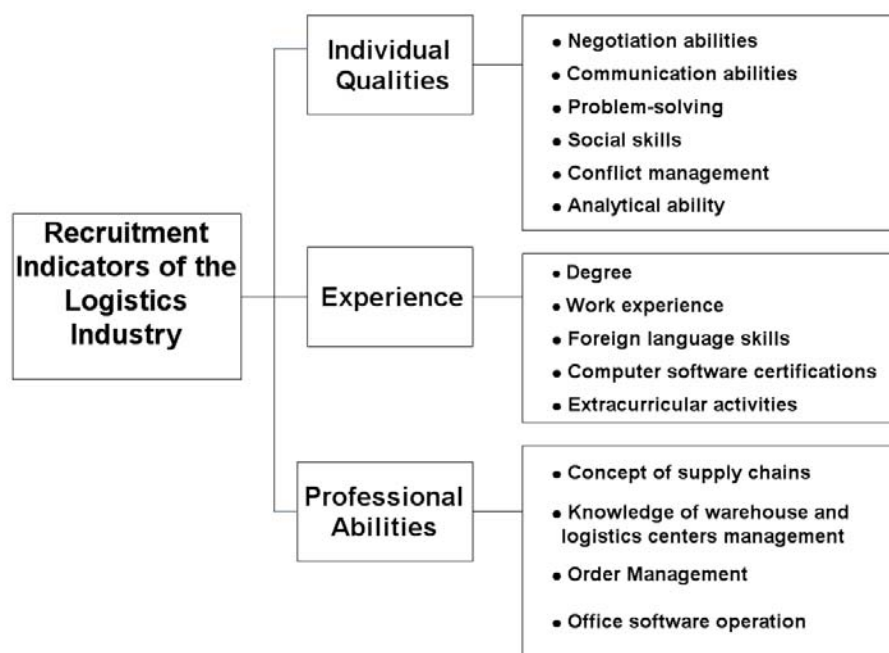 Recruitment
Indicators of the
Logistics
Industry
Individual
Qualities
• Negotiation abilities
• Communication abilities
• Problem-solving
• Social skills
• Conflict management
• Analytical ability
Experience
• Degree
• Work experience
• Foreign language skills
• Computer software certifications
• Extracurricular activities
Professional
Abilities
• Concept of supply chains
• Knowledge of warehouse and
logistics centers management
• Order Management
• Office software operation